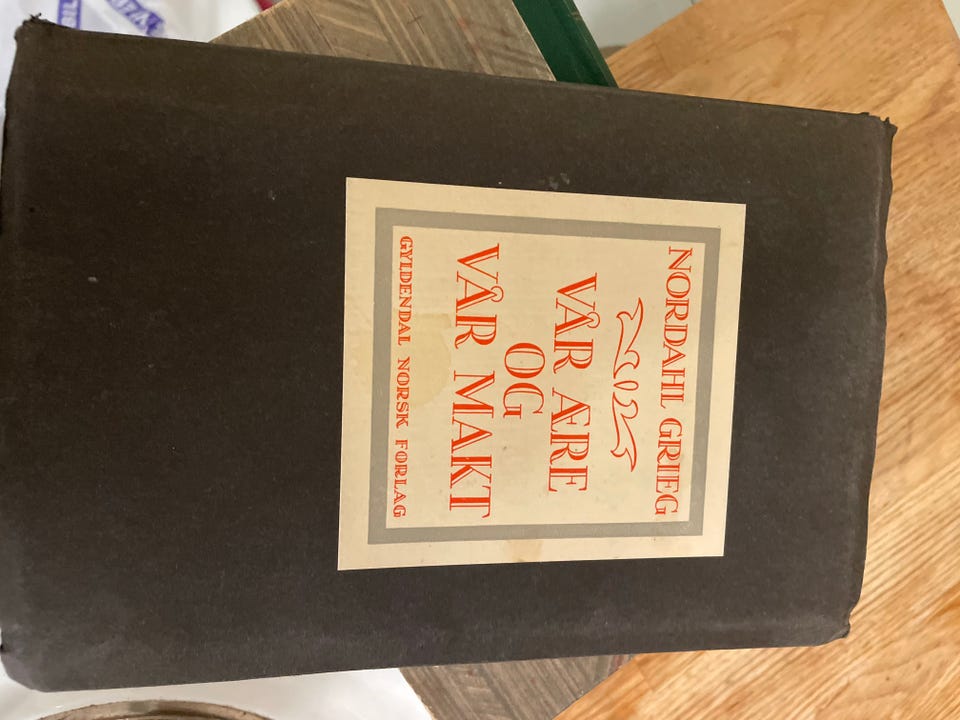 NORDAHL GRIEG
VÅR ÆRE
OG
VÅR MAKT
GYLDENDAL NORSK FORLAG